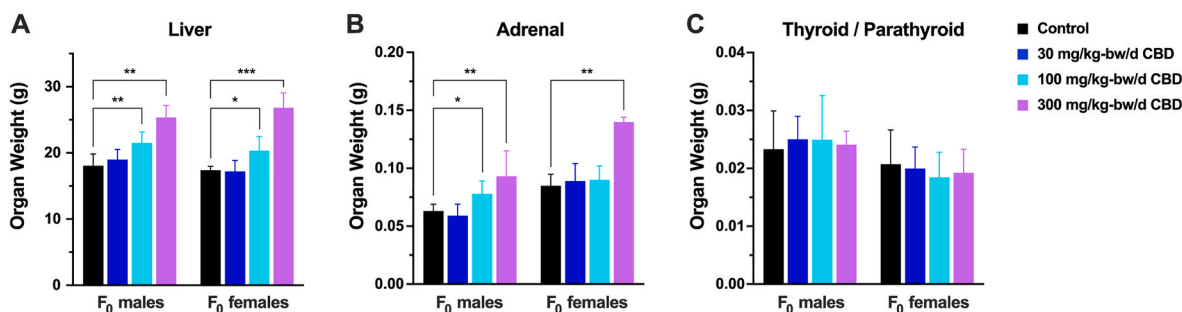 A
Liver
Organ Weight (g)
30
20
10
0
**
**
***
*
F0 males
F0 females
B
Adrenal
Organ Weight (g)
0.20
0.15
0.10
0.05
0.00
**
*
**
F0 males
F0 females
C
Thyroid / Parathyroid
Organ Weight (g)
0.04
0.03
0.02
0.01
0.00
F0 males
F0 females
Control
30 mg/kg-bw/d CBD
100 mg/kg-bw/d CBD
300 mg/kg-bw/d CBD